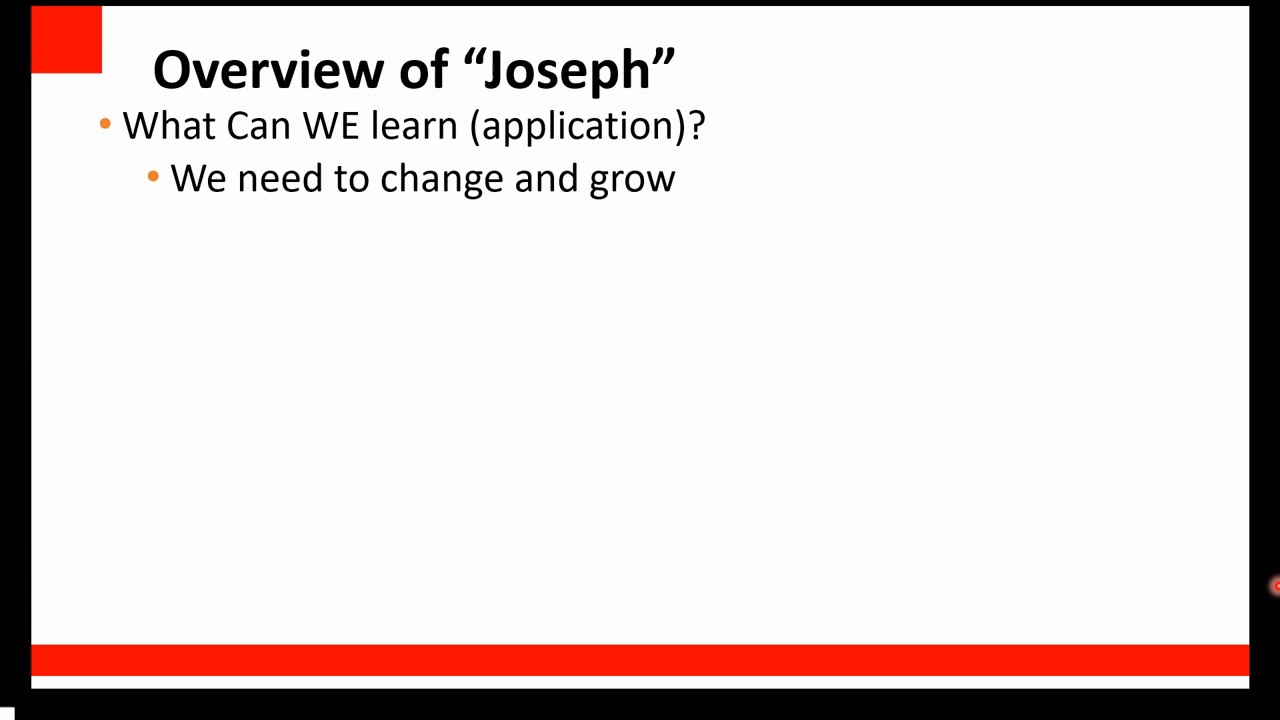 Overview of “Joseph”
• What Can WE learn (application)?
• We need to change and grow